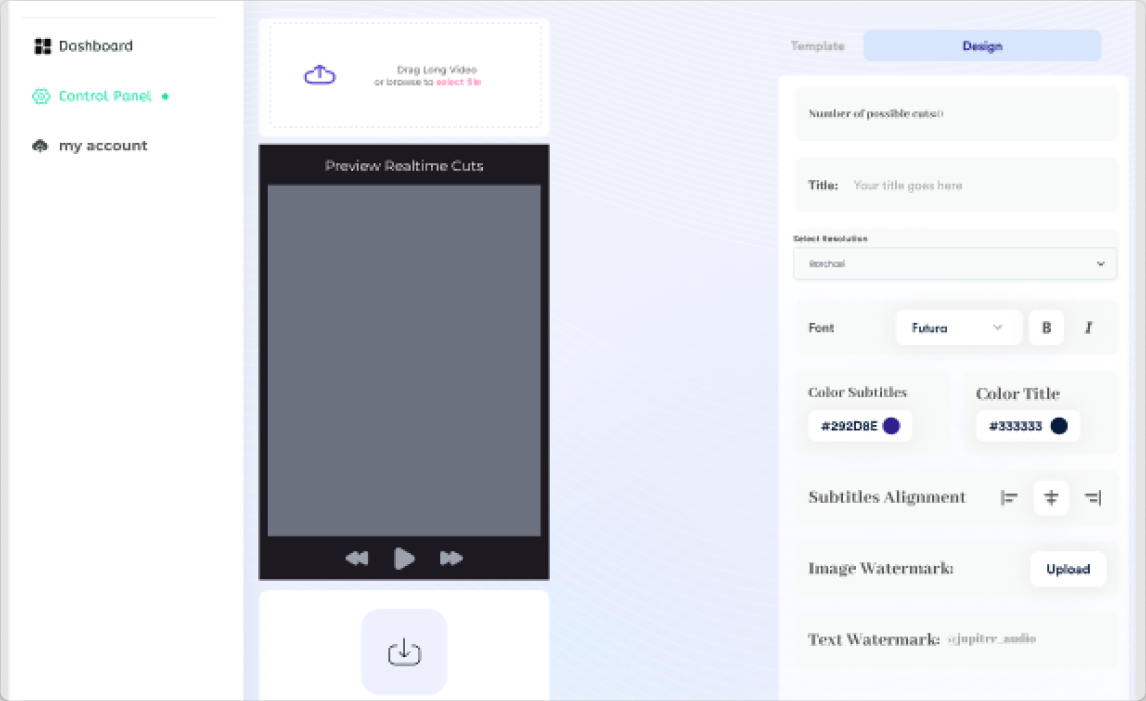 Dashboard
Control Panel
my account
Drag Long Video
or browse to select file
Preview Realtime Cuts
Template
Design
Number of possible cuts:0
Title: Your title goes here
Select Resolution
Font
Futura
B
I
Color Subtitles
#292D8E
Color Title
#333333
Subtitles Alignment
Image Watermark:
Upload
Text Watermark: